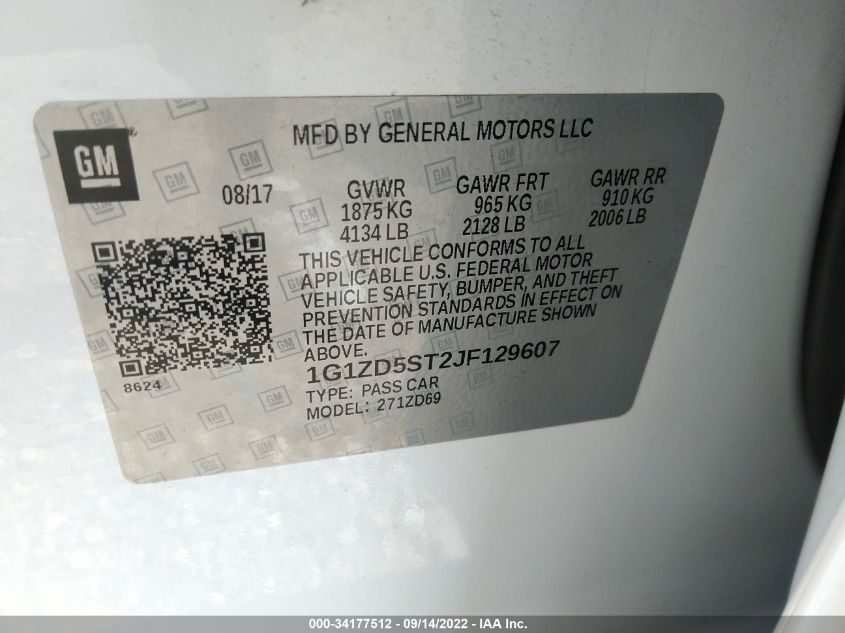 GM
MFD BY GENERAL MOTORS LLC
08/17
GVWR
1875 KG
4134 LB
GAWR FRT
965 KG
2128 LB
GAWR RR
910 KG
2006 LB
THIS VEHICLE CONFORMS TO ALL
APPLICABLE U.S. FEDERAL MOTOR
VEHICLE SAFETY, BUMPER, AND THEFT
PREVENTION STANDARDS IN EFFECT ON
THE DATE OF MANUFACTURE SHOWN
ABOVE.
8624
1G1ZD5ST2JF129607
TYPE: PASS CAR
MODEL: 271ZD69
000-34177512 - 09/14/2022 - IAA Inc.